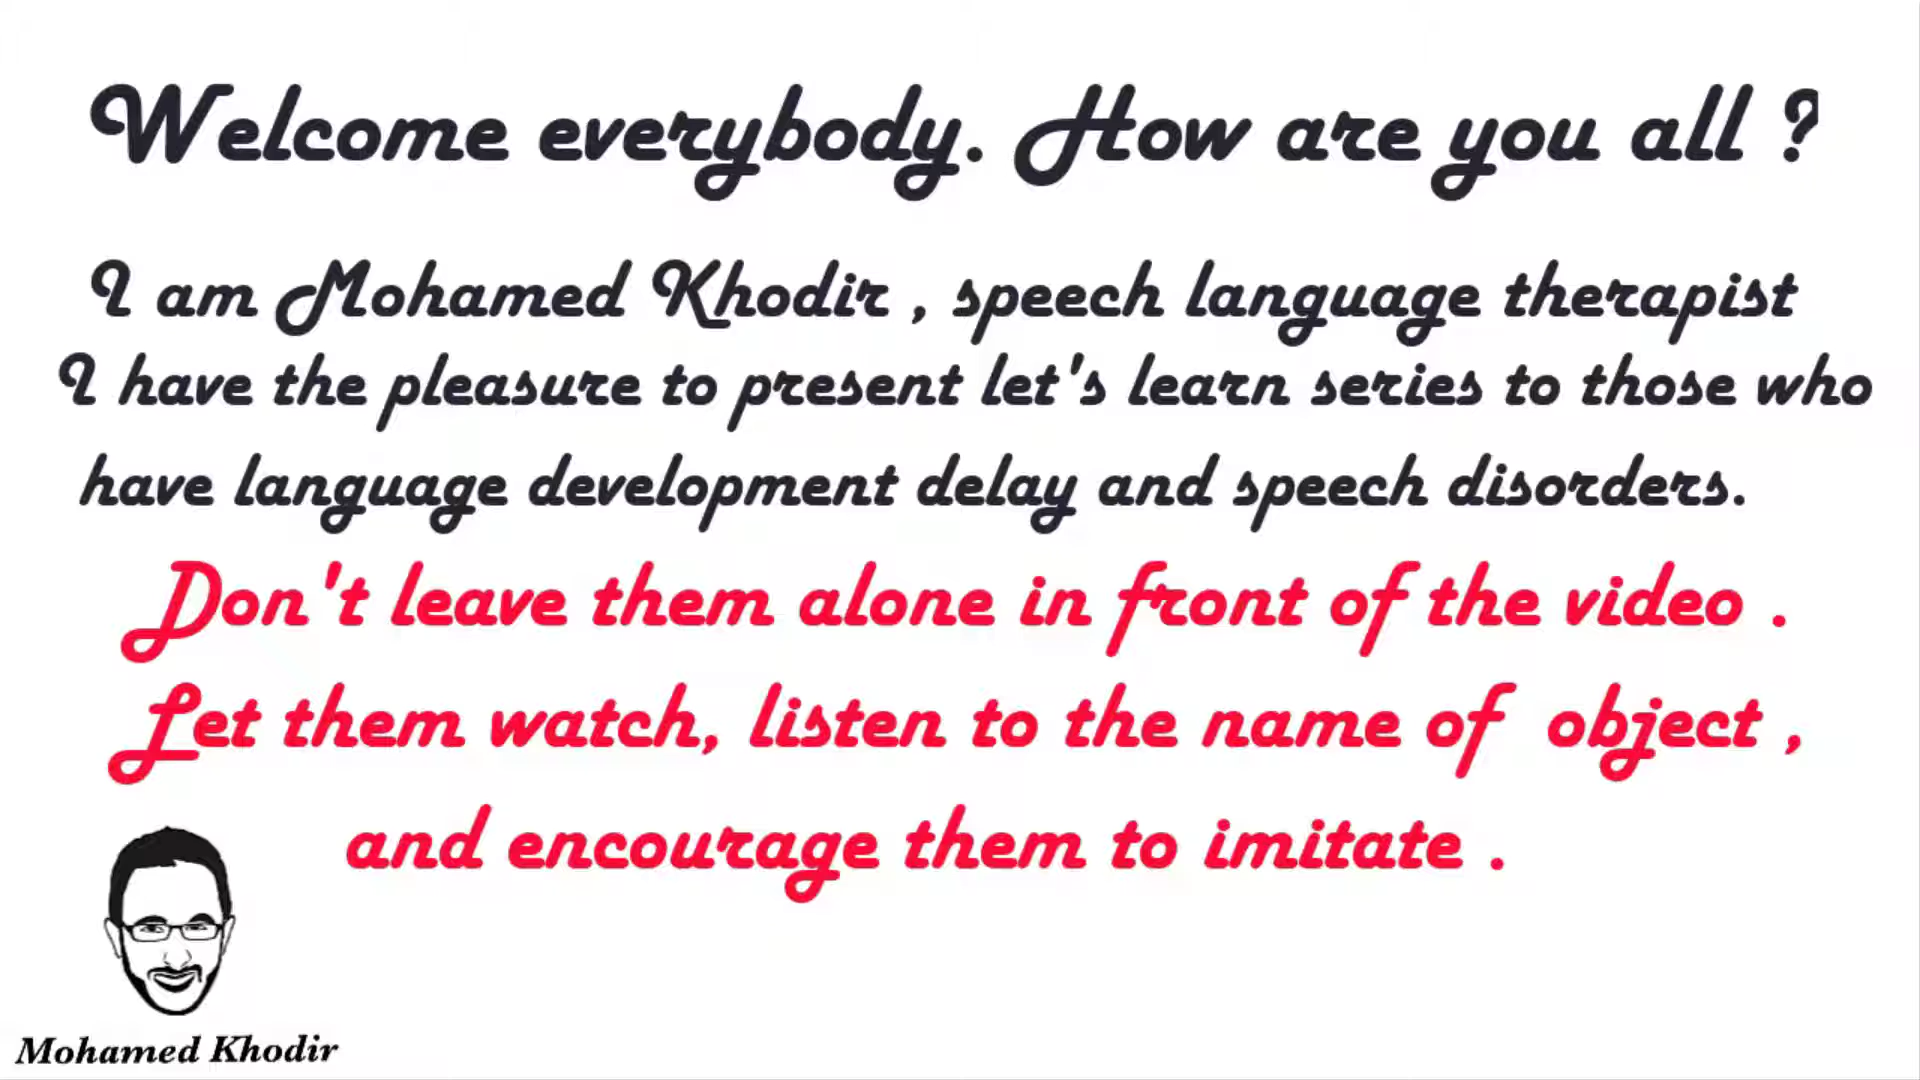 Welcome everybody. How are you all ?
I am Mohamed Khodir , speech language therapist
I have the pleasure to present let's learn series to those who
have language development delay and speech disorders.
Don't leave them alone in front of the video .
Let them watch, listen to the name of object ,
and encourage them to imitate .
Mohamed Khodir